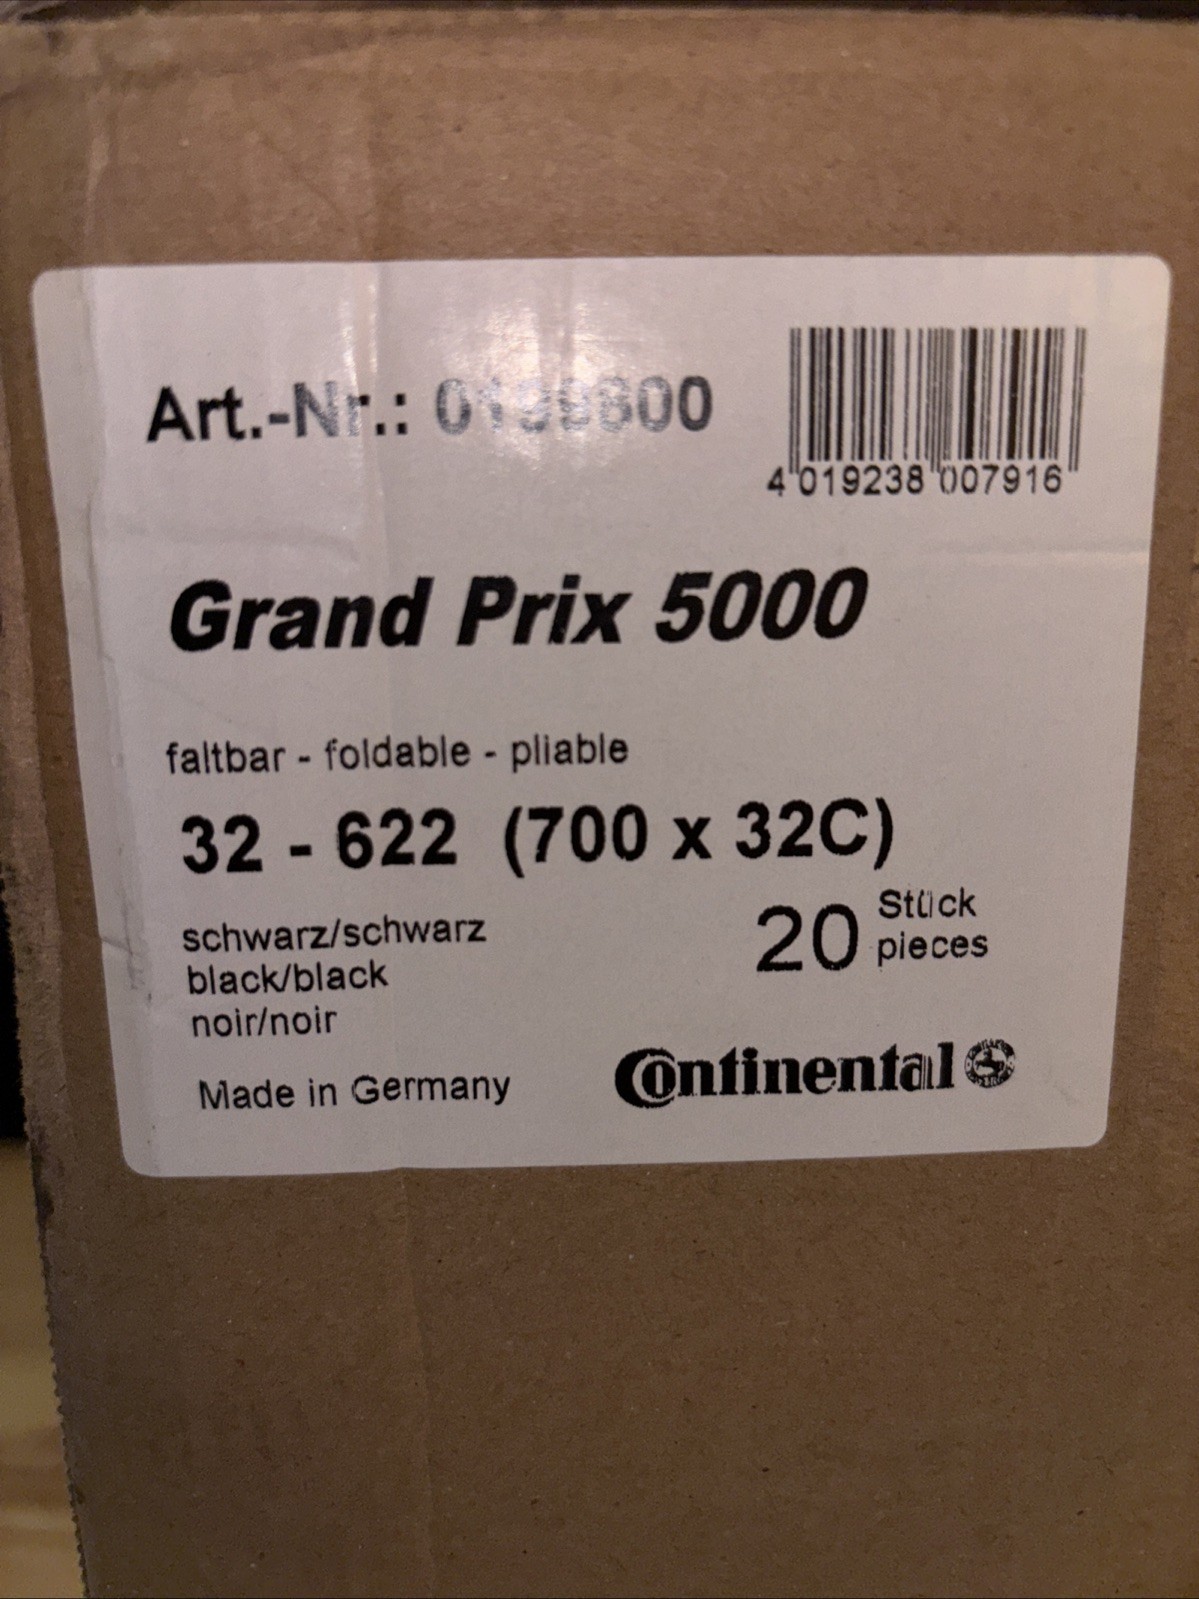 Art.-Nr.: 0199600
4 019238 007916
Grand Prix 5000
faltbar - foldable - pliable
32 - 622 (700 x 32C)
schwarz/schwarz
black/black
noir/noir
20 Stück
pieces
Made in Germany
Continental